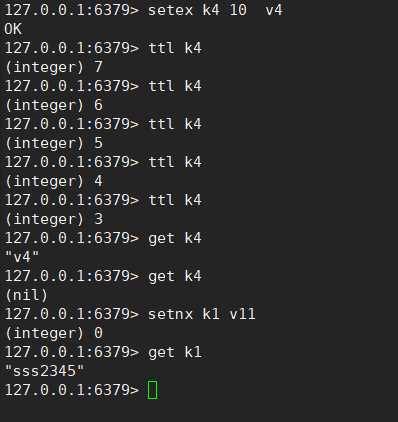 127.0.0.1:6379> setex k4 10  v4
OK
127.0.0.1:6379> ttl k4
(integer) 7
127.0.0.1:6379> ttl k4
(integer) 6
127.0.0.1:6379> ttl k4
(integer) 5
127.0.0.1:6379> ttl k4
(integer) 4
127.0.0.1:6379> ttl k4
(integer) 3
127.0.0.1:6379> get k4
"v4"
127.0.0.1:6379> get k4
(nil)
127.0.0.1:6379> setnx k1 v11
(integer) 0
127.0.0.1:6379> get k1
"sss2345"
127.0.0.1:6379>